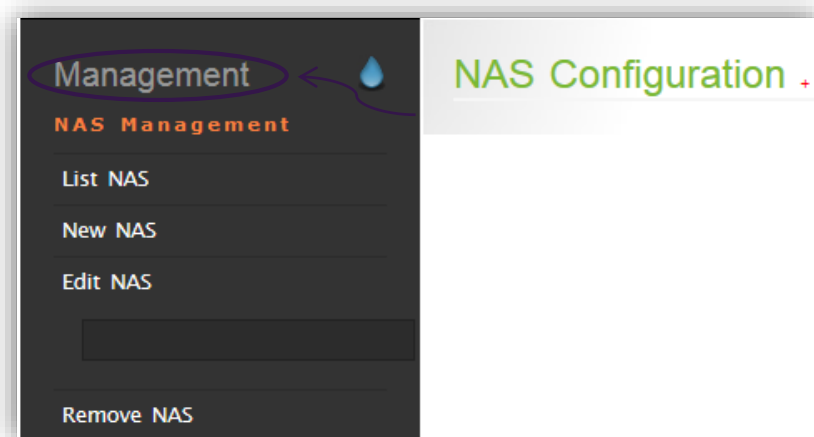 Management
NAS Management
List NAS
New NAS
Edit NAS
Remove NAS
NAS Configuration +